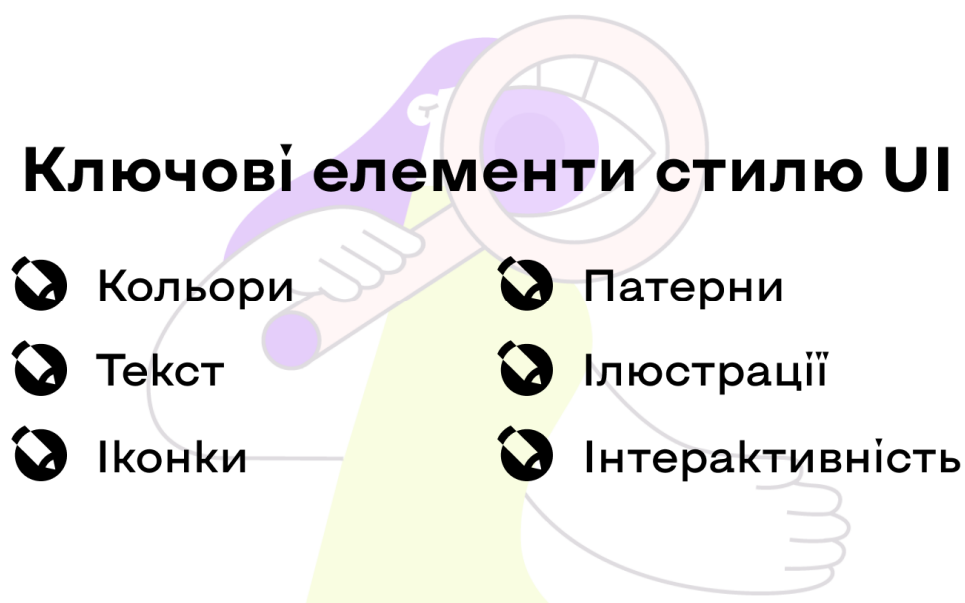 Ключові елементи стилю UI
Кольори
Текст
Іконки
Патерни
Ілюстрації
Інтерактивність